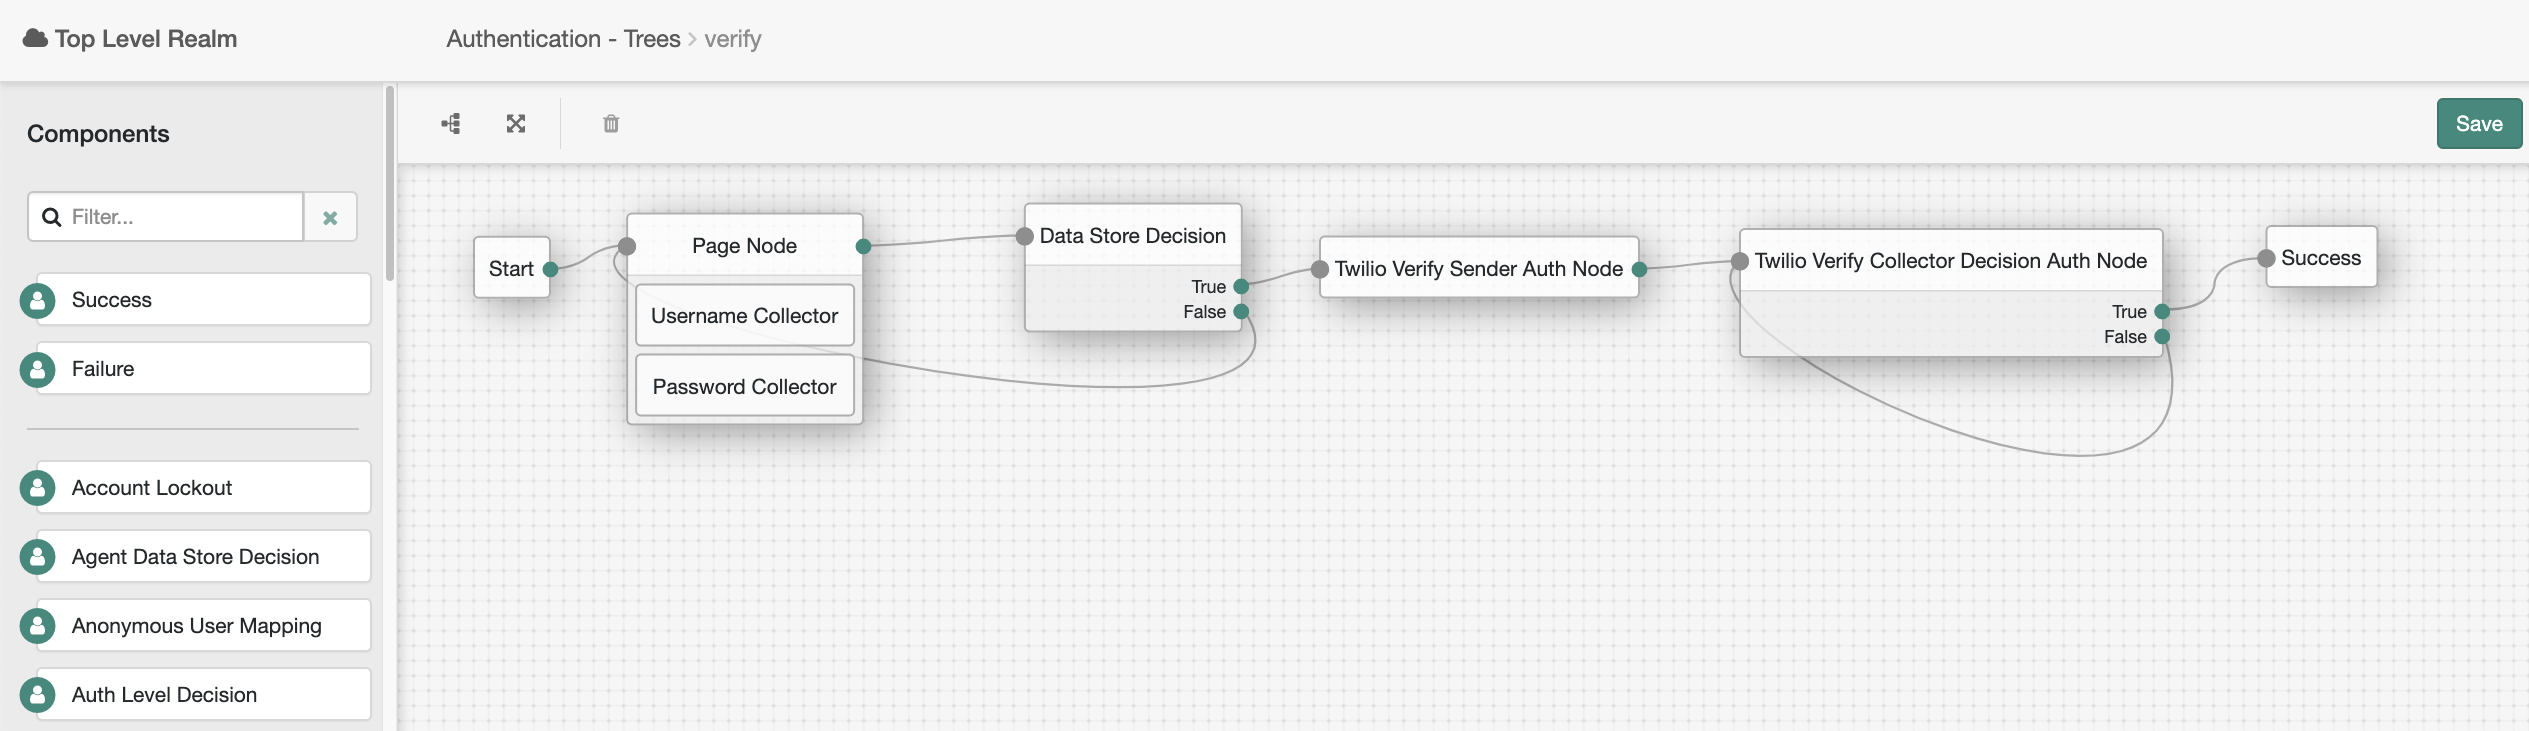 Top Level Realm
Authentication - Trees > verify
Components
Filter...
Success
Failure
Account Lockout
Agent Data Store Decision
Anonymous User Mapping
Auth Level Decision
Save
Start
Page Node
Username Collector
Password Collector
Data Store Decision
True
False
Twilio Verify Sender Auth Node
Twilio Verify Collector Decision Auth Node
True
False
Success